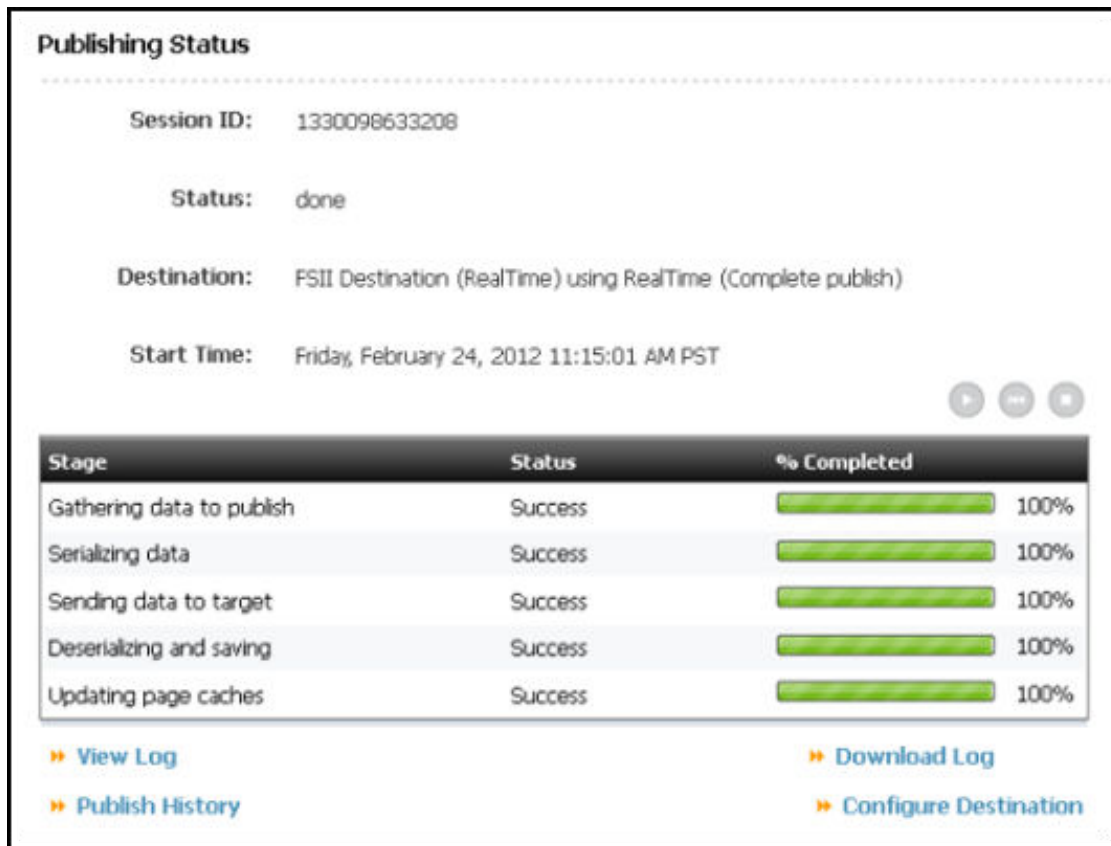 Publishing Status
Session ID: 1330098633208
Status: done
Destination: FSII Destination (RealTime) using RealTime (Complete publish)
Start Time: Friday, February 24, 2012 11:15:01 AM PST
Stage Status % Completed
Gathering data to publish Success 100%
Serializing data Success 100%
Sending data to target Success 100%
Deserializing and saving Success 100%
Updating page caches Success 100%
View Log Download Log
Publish History Configure Destination